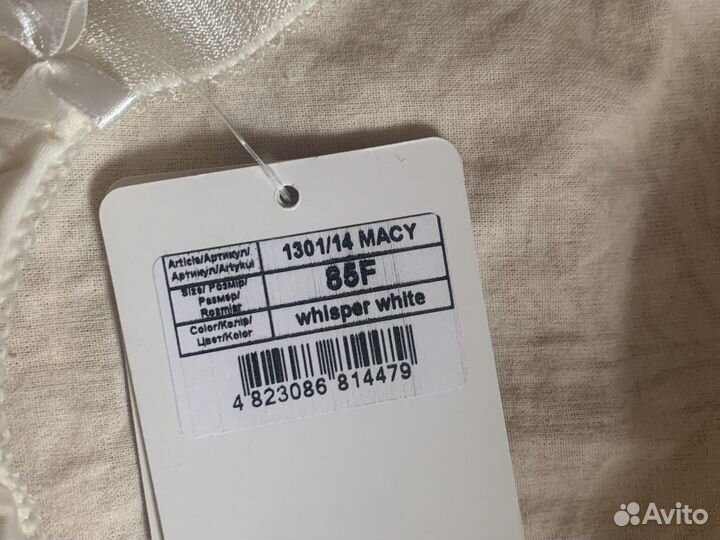 Article/Артикул/ 1301/14 MACY
Артикул/Artykuł
Size/ Розмір/ 85F
Размер/
Rozmiar
Color/Колір/ whisper white
Цвет/Kolor
4 823086 814479
Avito